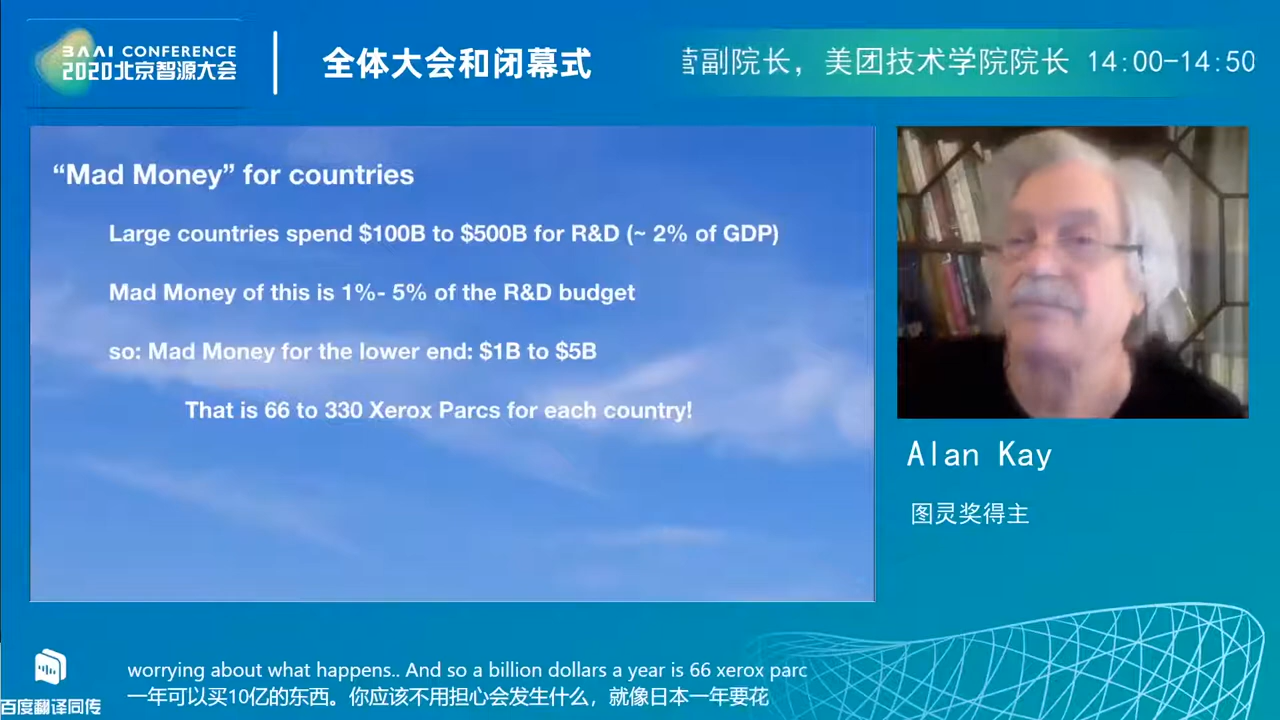 BAAI CONFERENCE
2020北京智源大会
全体大会和闭幕式
副院长，美团技术学院院长 14:00-14:50
“Mad Money” for countries
Large countries spend $100B to $500B for R&D (~ 2% of GDP)
Mad Money of this is 1%- 5% of the R&D budget
so: Mad Money for the lower end: $1B to $5B
That is 66 to 330 Xerox Parcs for each country!
Alan Kay
图灵奖得主
worrying about what happens.. And so a billion dollars a year is 66 xerox parc
一年可以买10亿的东西。你应该不用担心会发生什么，就像日本一年要花
百度翻译同传